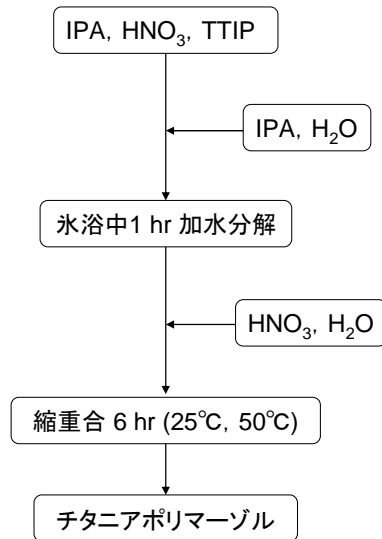 IPA, HNO₃, TTIP
IPA, H₂O
氷浴中1 hr 加水分解
HNO₃, H₂O
縮重合 6 hr (25℃, 50℃)
チタニアポリマーゾル